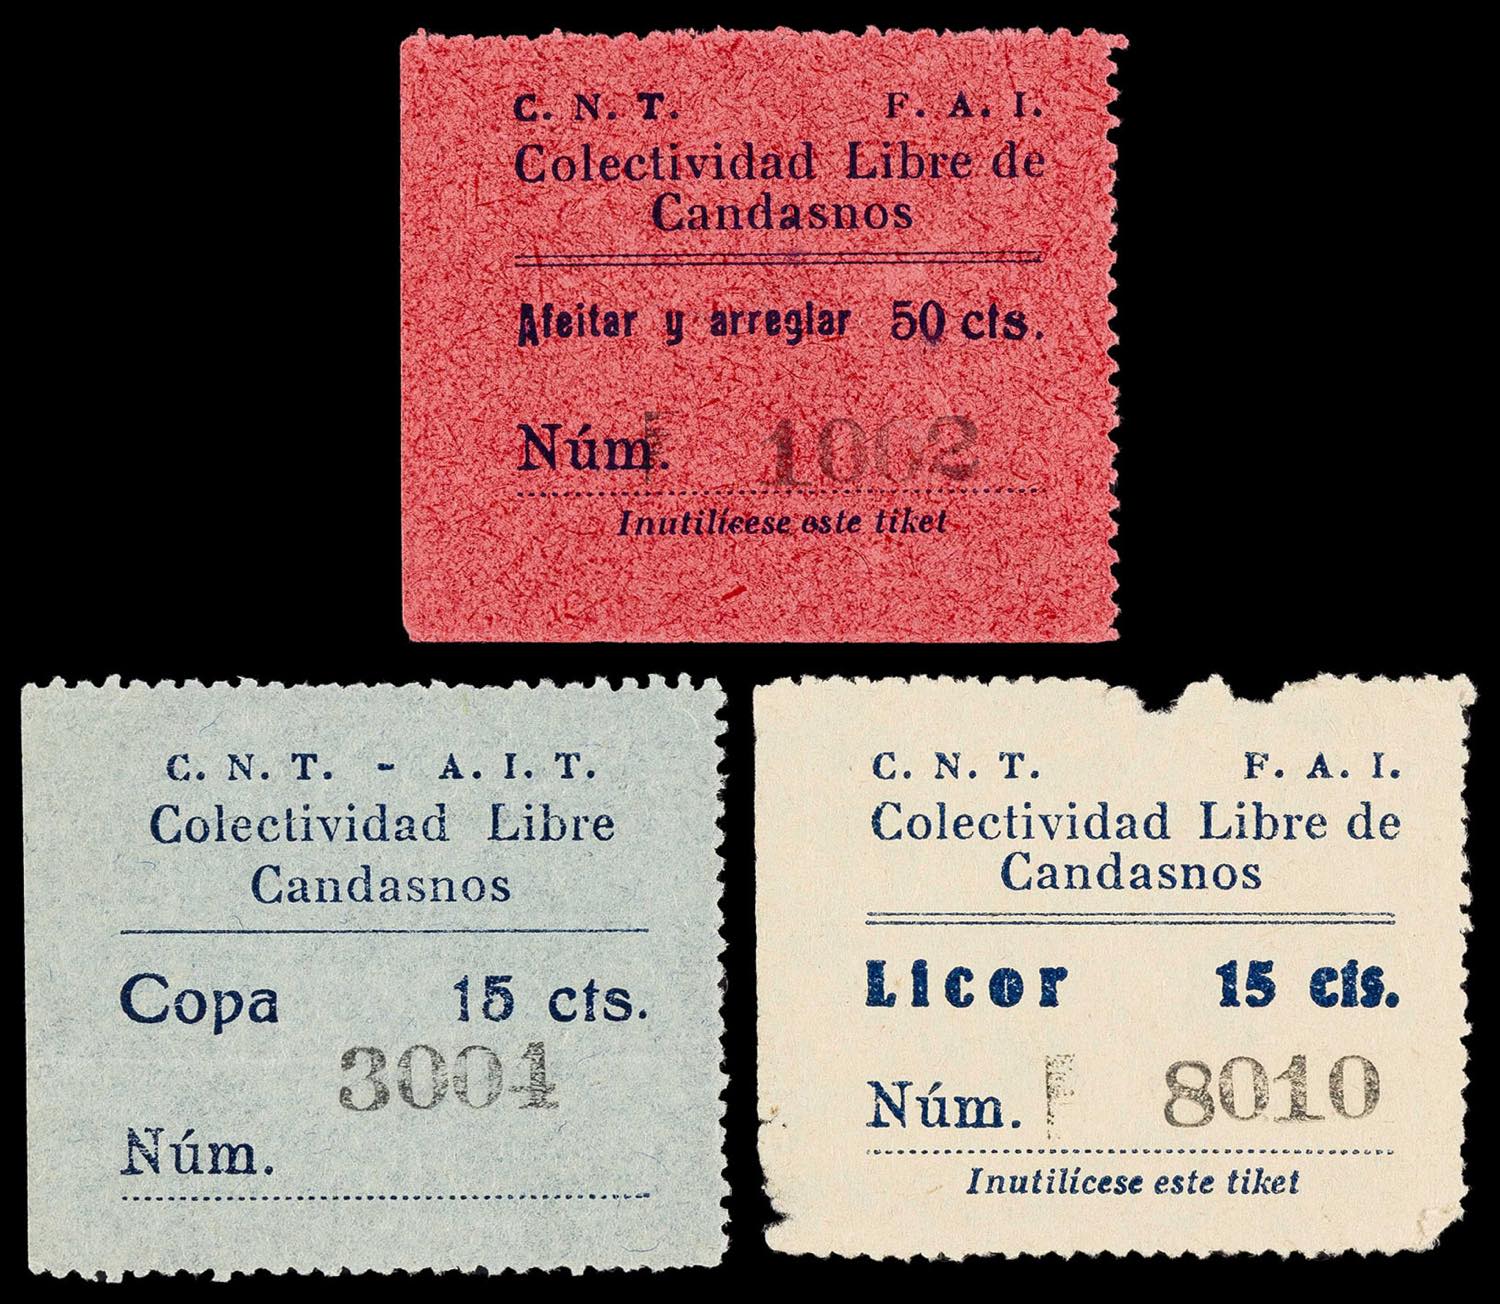 C. N. T. F. A. I.
Colectividad Libre de
Candasnos
Afeitar y arreglar 50 cts.
Núm. 1002
Inutilícese este tiket
C. N. T. - A. I. T.
Colectividad Libre
Candasnos
Copa 15 cts.
3004
Núm.
C. N. T. F. A. I.
Colectividad Libre de
Candasnos
Licor 15 cts.
Núm. 8010
Inutilícese este tiket